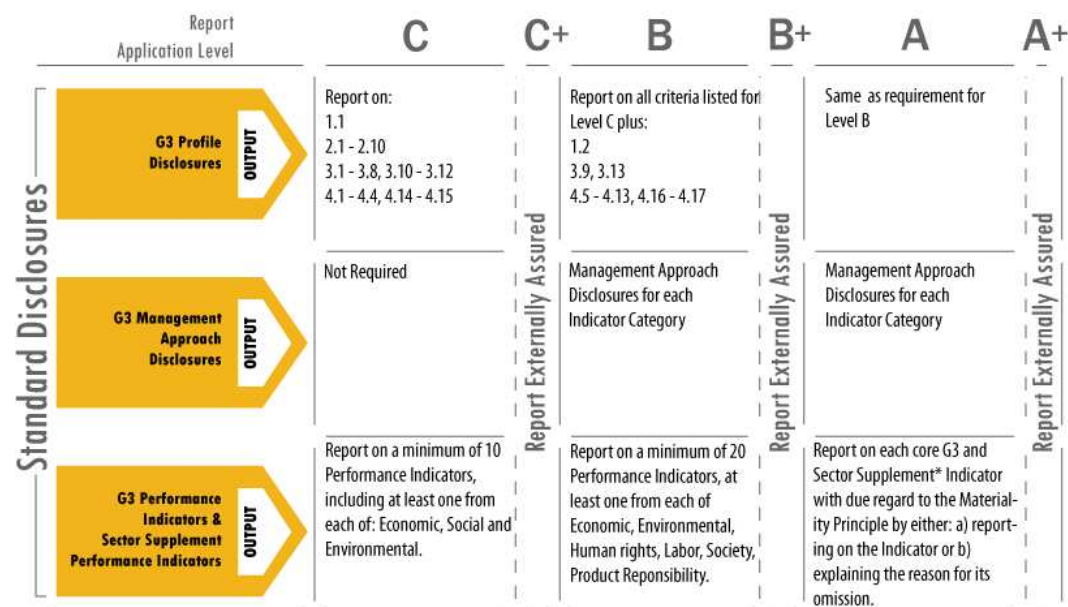 Report
Application Level
C
C+
B
B+
A
A+
Standard Disclosures
G3 Profile
Disclosures
OUTPUT
Report on:
1.1
2.1 - 2.10
3.1 - 3.8, 3.10 - 3.12
4.1 - 4.4, 4.14 - 4.15
Report on all criteria listed for
Level C plus:
1.2
3.9, 3.13
4.5 - 4.13, 4.16 - 4.17
Same as requirement for
Level B
G3 Management
Approach
Disclosures
OUTPUT
Not Required
Management Approach
Disclosures for each
Indicator Category
Management Approach
Disclosures for each
Indicator Category
G3 Performance
Indicators &
Sector Supplement
Performance Indicators
OUTPUT
Report on a minimum of 10
Performance Indicators,
including at least one from
each of: Economic, Social and
Environmental.
Report on a minimum of 20
Performance Indicators, at
least one from each of
Economic, Environmental,
Human rights, Labor, Society,
Product Reponsibility.
Report on each core G3 and
Sector Supplement* Indicator
with due regard to the Material-
ity Principle by either: a) report-
ing on the Indicator or b)
explaining the reason for its
omission.
Report Externally Assured
Report Externally Assured
Report Externally Assured